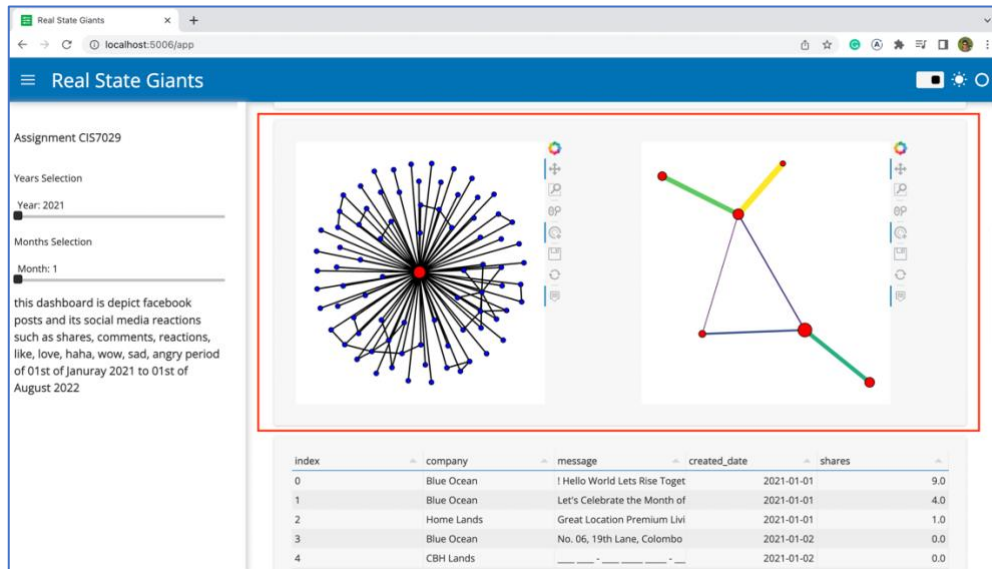 Real State Giants
localhost:5006/app
Real State Giants
Assignment CIS7029
Years Selection
Year: 2021
Months Selection
Month: 1
this dashboard is depict facebook
posts and its social media reactions
such as shares, comments, reactions,
like, love, haha, wow, sad, angry period
of 01st of Januray 2021 to 01st of
August 2022
index company message created_date shares
0 Blue Ocean ! Hello World Lets Rise Toget 2021-01-01 9.0
1 Blue Ocean Let's Celebrate the Month of 2021-01-01 4.0
2 Home Lands Great Location Premium Livi 2021-01-01 1.0
3 Blue Ocean No. 06, 19th Lane, Colombo 2021-01-02 0.0
4 CBH Lands 2021-01-02 0.0